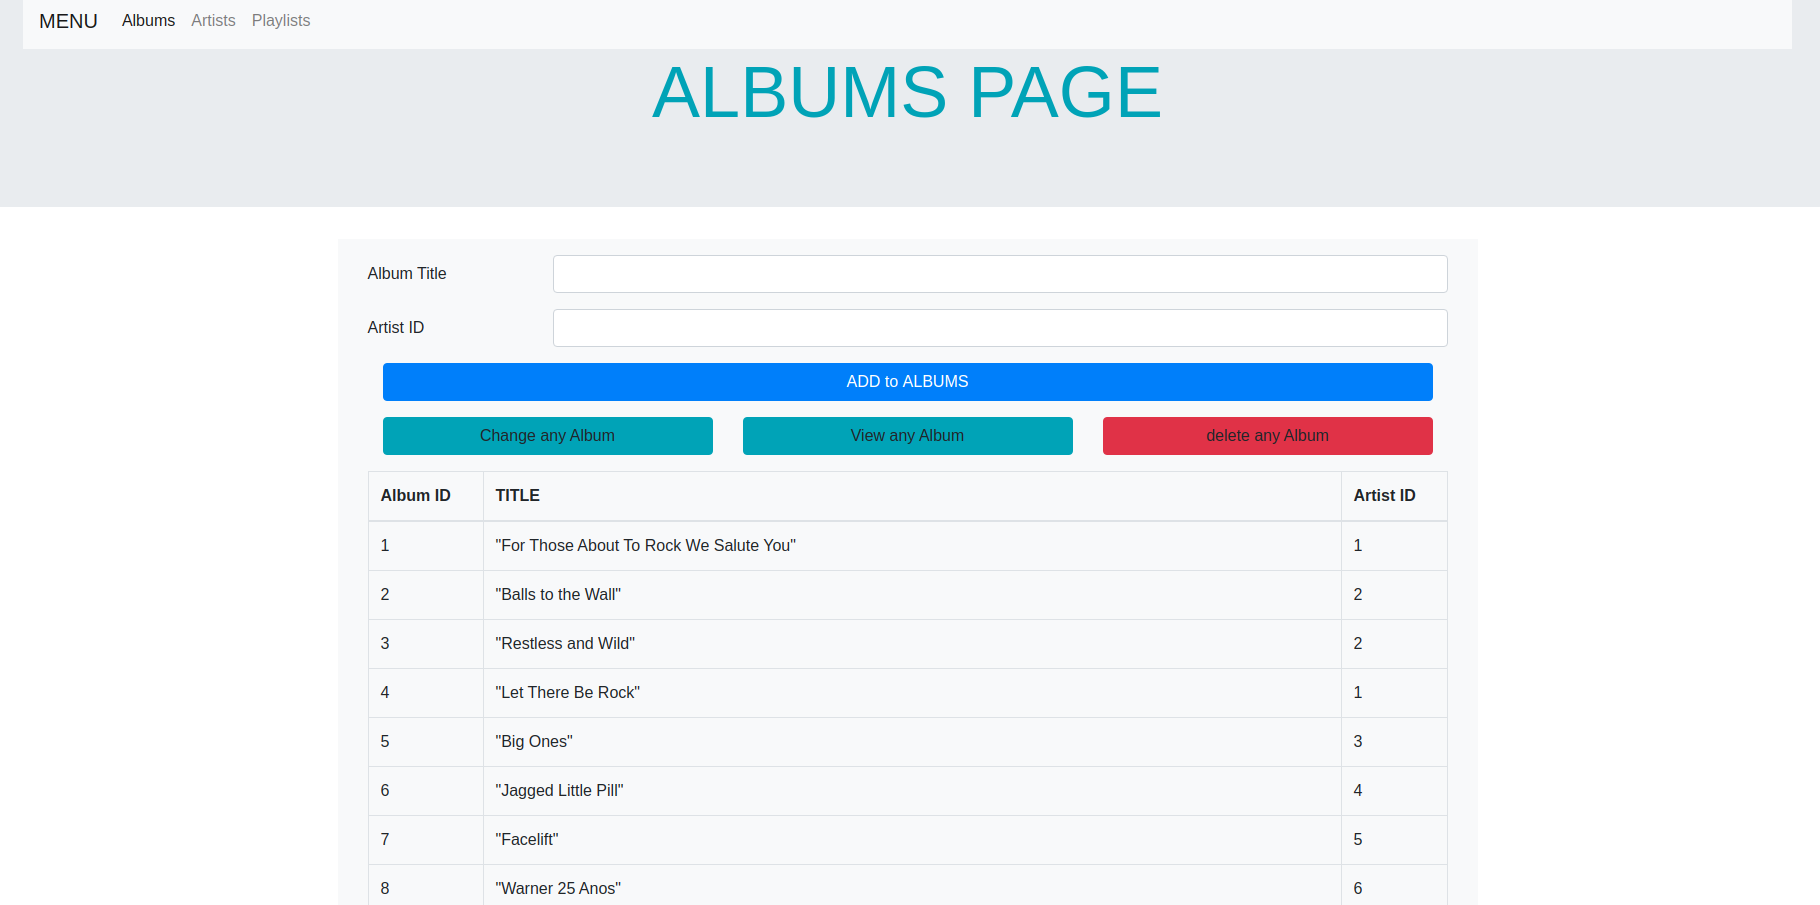 MENU Albums Artists Playlists
ALBUMS PAGE
Album Title
Artist ID
ADD to ALBUMS
Change any Album View any Album delete any Album
Album ID TITLE Artist ID
1 "For Those About To Rock We Salute You" 1
2 "Balls to the Wall" 2
3 "Restless and Wild" 2
4 "Let There Be Rock" 1
5 "Big Ones" 3
6 "Jagged Little Pill" 4
7 "Facelift" 5
8 "Warner 25 Anos" 6